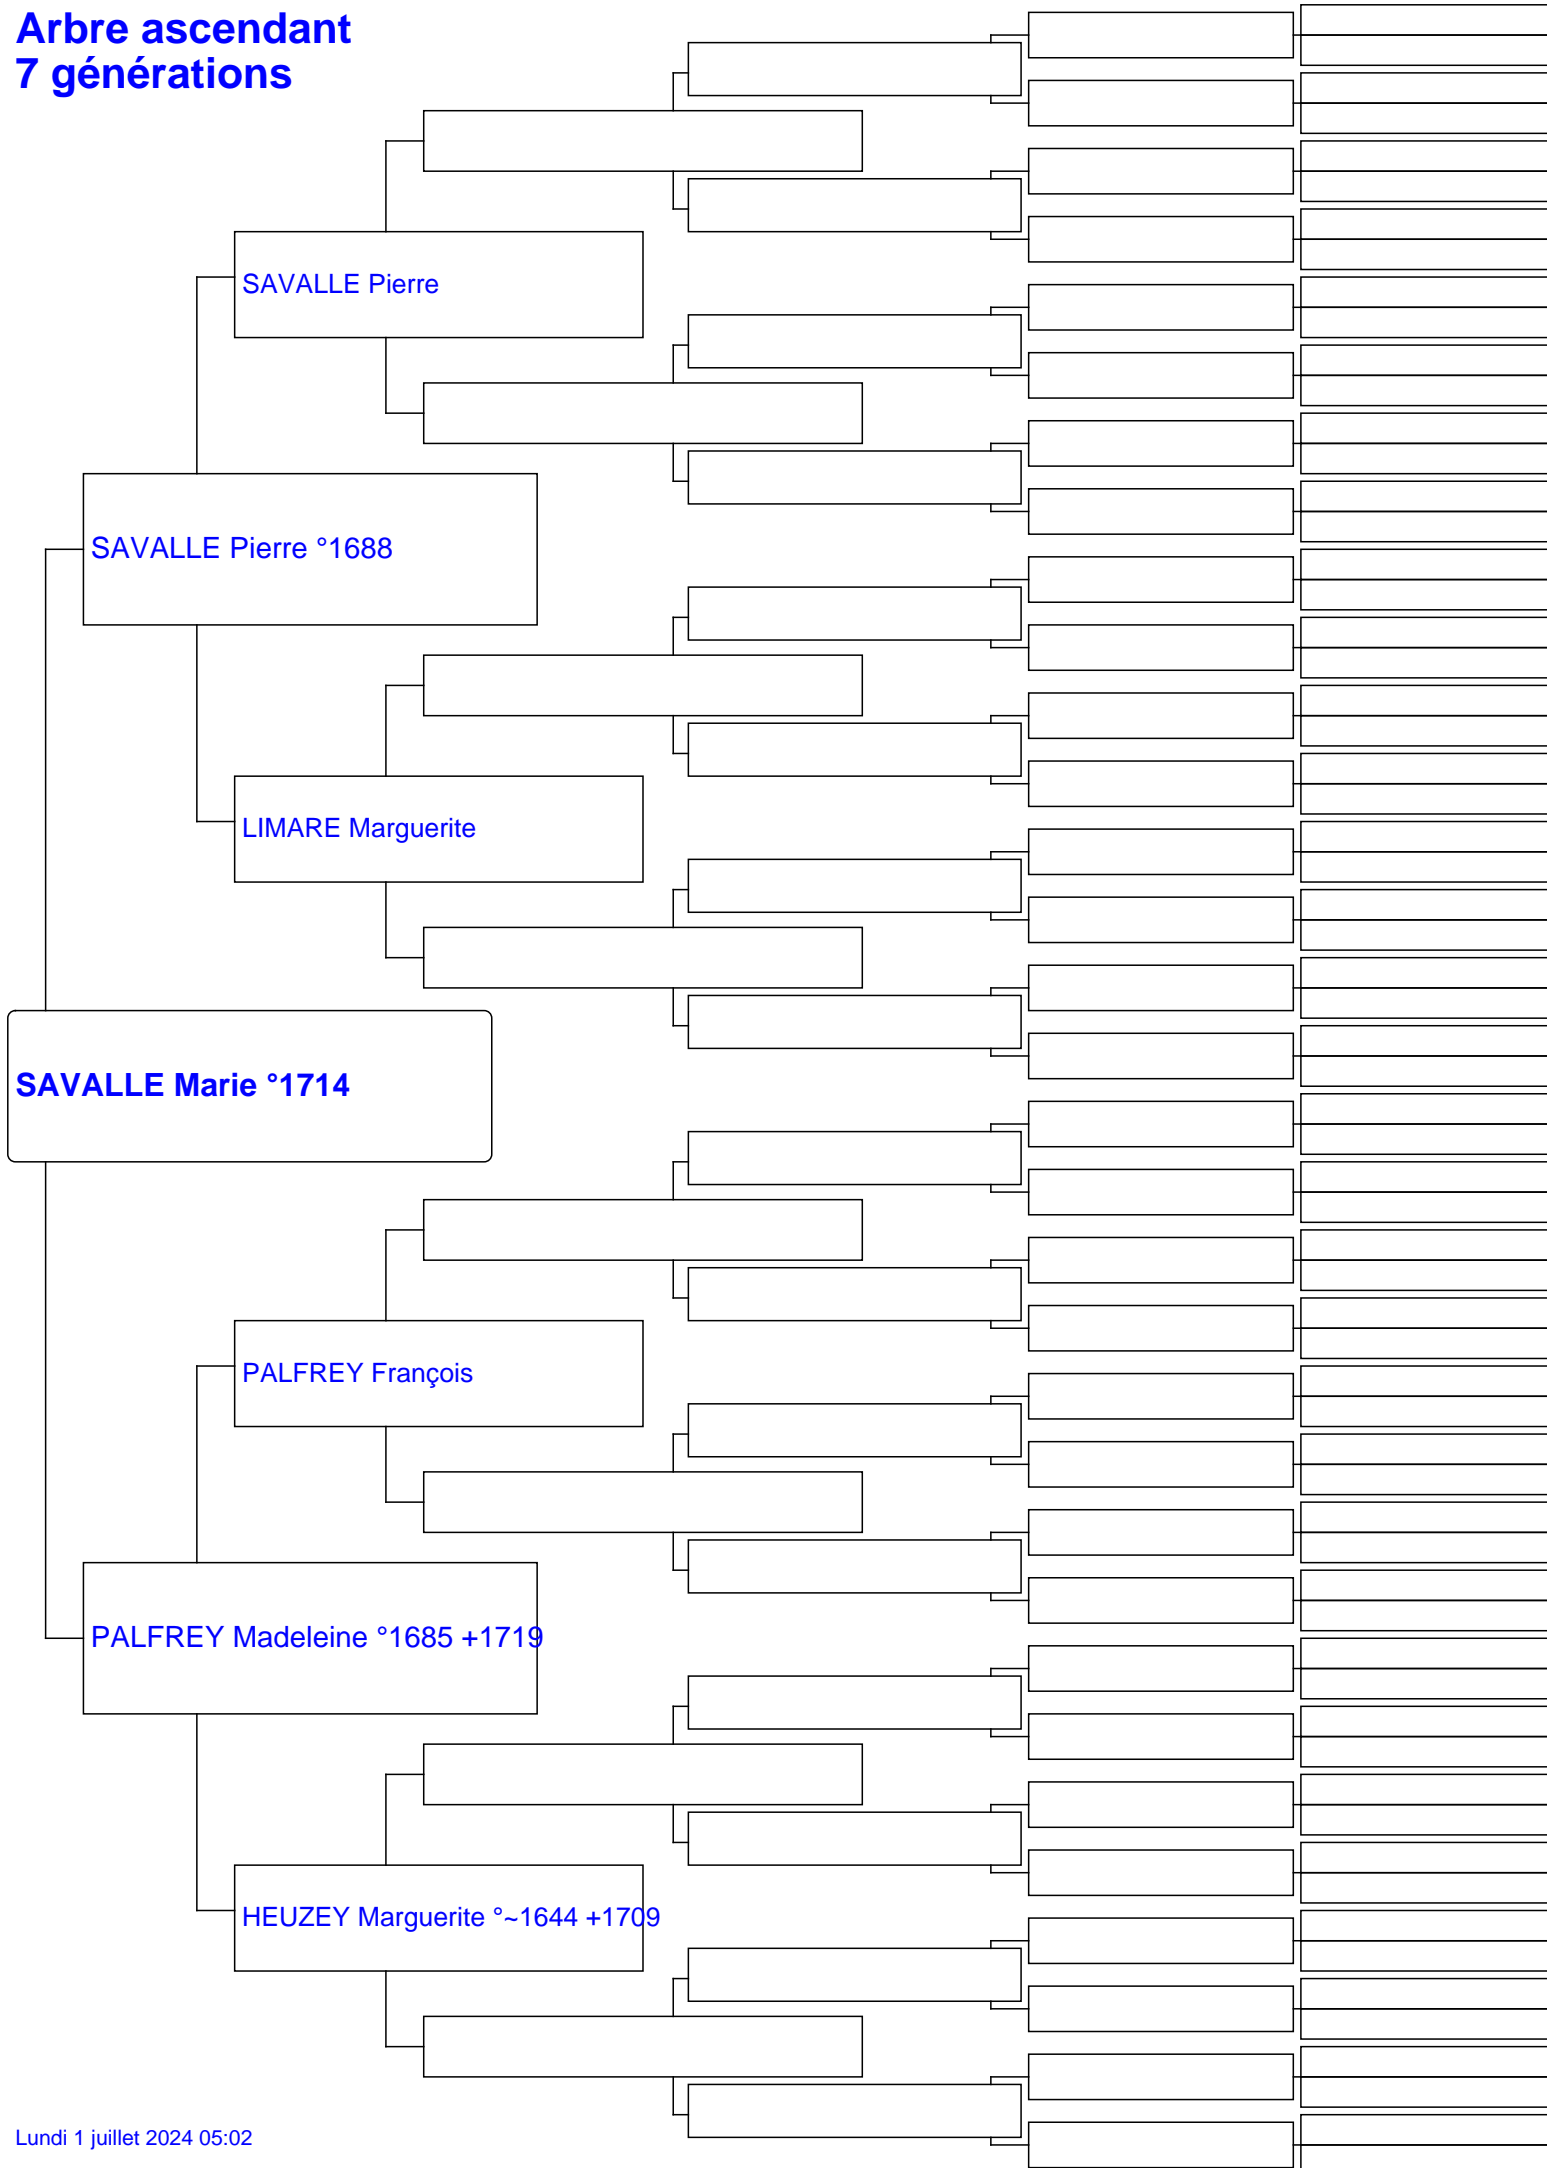 Arbre ascendant
7 générations
SAVALLE Pierre
SAVALLE Pierre °1688
LIMARE Marguerite
SAVALLE Marie °1714
PALFREY François
PALFREY Madeleine °1685 +1719
HEUZEY Marguerite °~1644 +1709
Lundi 1 juillet 2024 05:02